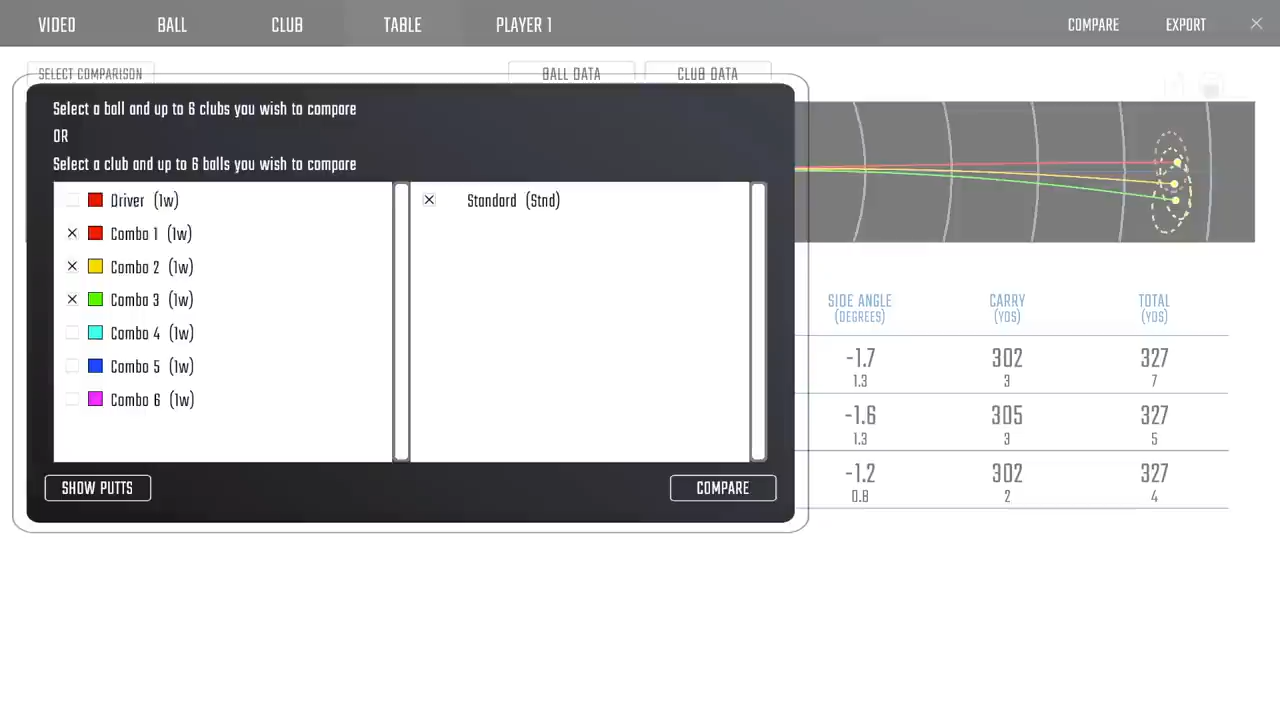 VIDEO BALL CLUB TABLE PLAYER 1 COMPARE EXPORT
SELECT COMPARISON BALL DATA CLUB DATA
Select a ball and up to 6 clubs you wish to compare
OR
Select a club and up to 6 balls you wish to compare
Driver (1w)
Combo 1 (1w)
Combo 2 (1w)
Combo 3 (1w)
Combo 4 (1w)
Combo 5 (1w)
Combo 6 (1w)
Standard (Stnd)
SHOW PUTTS COMPARE
SIDE ANGLE CARRY TOTAL
(DEGREES) (YDS) (YDS)
-1.7 302 327
1.3 3 7
-1.6 305 327
1.3 3 5
-1.2 302 327
0.8 2 4